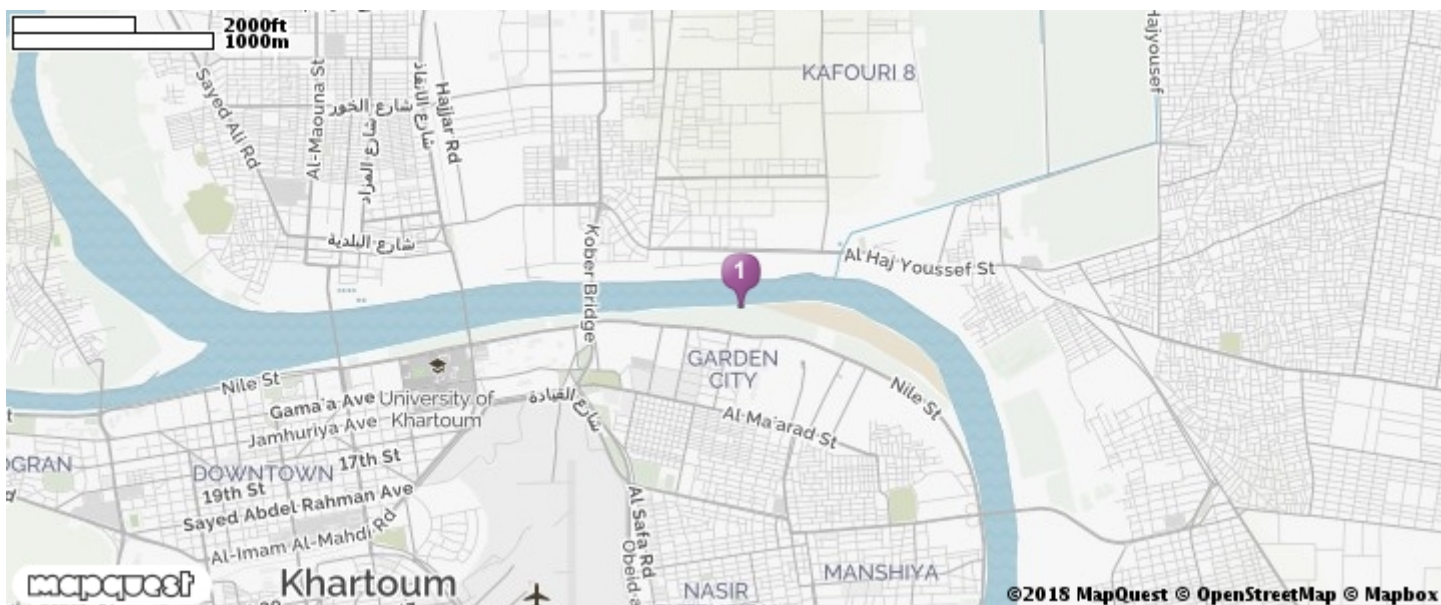 2000ft
1000m
KAFOURI 8
Hajyousef
Sayed Ali Rd
Al-Maouna St
شارع الخور
شارع المزاد
شارع الانقاذ
Hajjar Rd
شارع البلدية
Kober Bridge
Al Haj Youssef St
1
GARDEN
CITY
Nile St
Nile St
Gama'a Ave
University of
Khartoum
شارع القيادة
Jamhuriya Ave
Al Ma'arad St
OGRAN
DOWNTOWN
17th St
19th St
Sayed Abdel Rahman Ave
Al-Imam Al-Mahdi Rd
Al Safa Rd
MANSHIYA
NASIR
mapquest
Khartoum
©2018 MapQuest © OpenStreetMap © Mapbox